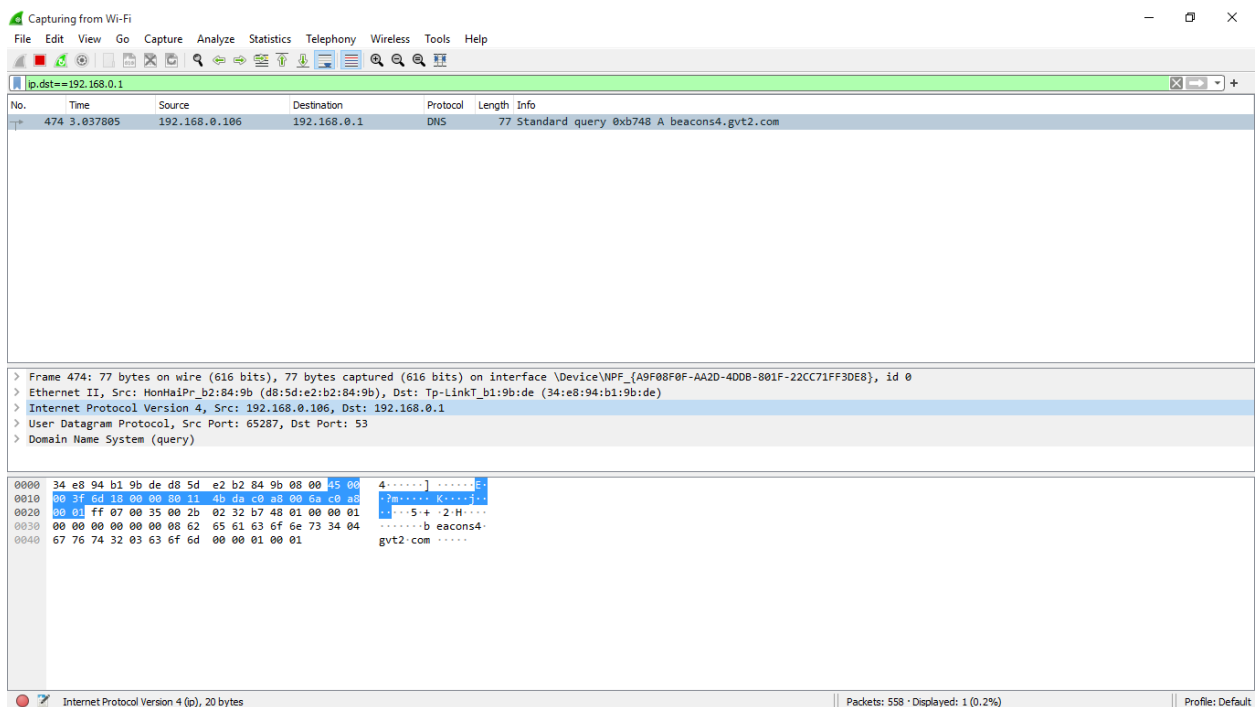 Capturing from Wi-Fi
File Edit View Go Capture Analyze Statistics Telephony Wireless Tools Help
ip.dst==192.168.0.1
No. Time Source Destination Protocol Length Info
474 3.037805 192.168.0.106 192.168.0.1 DNS 77 Standard query 0xb748 A beacons4.gvt2.com
> Frame 474: 77 bytes on wire (616 bits), 77 bytes captured (616 bits) on interface \Device\NPF_{A9F08F0F-AA2D-4DDB-801F-22CC71FF3DE8}, id 0
> Ethernet II, Src: HonHaiPr_b2:84:9b (d8:5d:e2:b2:84:9b), Dst: Tp-LinkT_b1:9b:de (34:e8:94:b1:9b:de)
> Internet Protocol Version 4, Src: 192.168.0.106, Dst: 192.168.0.1
> User Datagram Protocol, Src Port: 65287, Dst Port: 53
> Domain Name System (query)
0000 34 e8 94 b1 9b de d8 5d e2 b2 84 9b 08 00 45 00 4······] ······E·
0010 00 3f 6d 18 00 00 80 11 4b da c0 a8 00 6a c0 a8 ·?m····· K····j··
0020 00 01 ff 07 00 35 00 2b 02 32 b7 48 01 00 00 01 ·····5·+ ·2·H····
0030 00 00 00 00 00 00 08 62 65 61 63 6f 6e 73 34 04 ·······b eacons4·
0040 67 76 74 32 03 63 6f 6d 00 00 01 00 01 gvt2·com ·····
Internet Protocol Version 4 (ip), 20 bytes Packets: 558 · Displayed: 1 (0.2%) Profile: Default